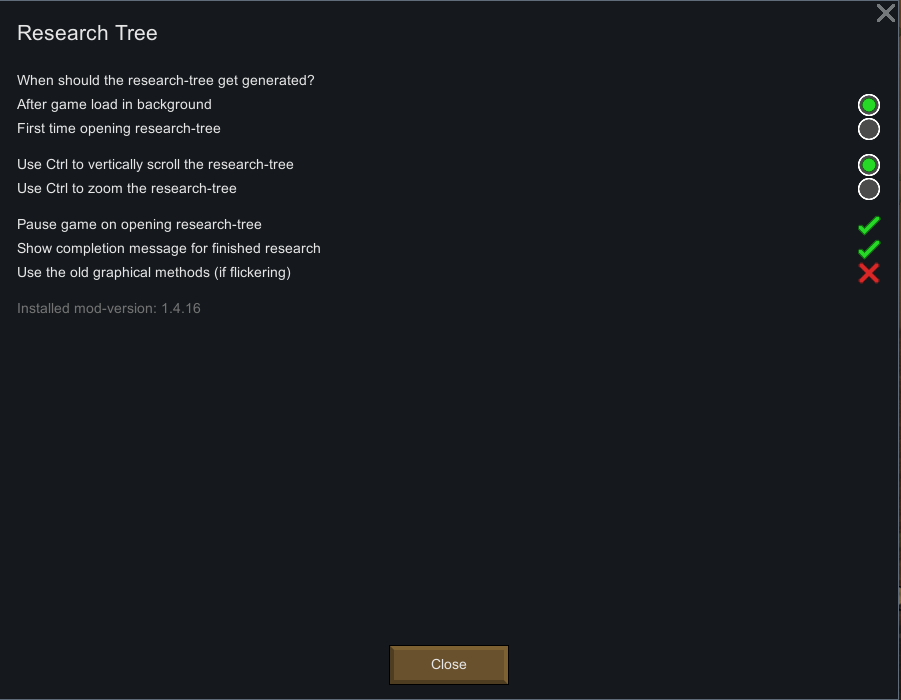 Research Tree
When should the research-tree get generated?
After game load in background
First time opening research-tree
Use Ctrl to vertically scroll the research-tree
Use Ctrl to zoom the research-tree
Pause game on opening research-tree
Show completion message for finished research
Use the old graphical methods (if flickering)
Installed mod-version: 1.4.16
Close